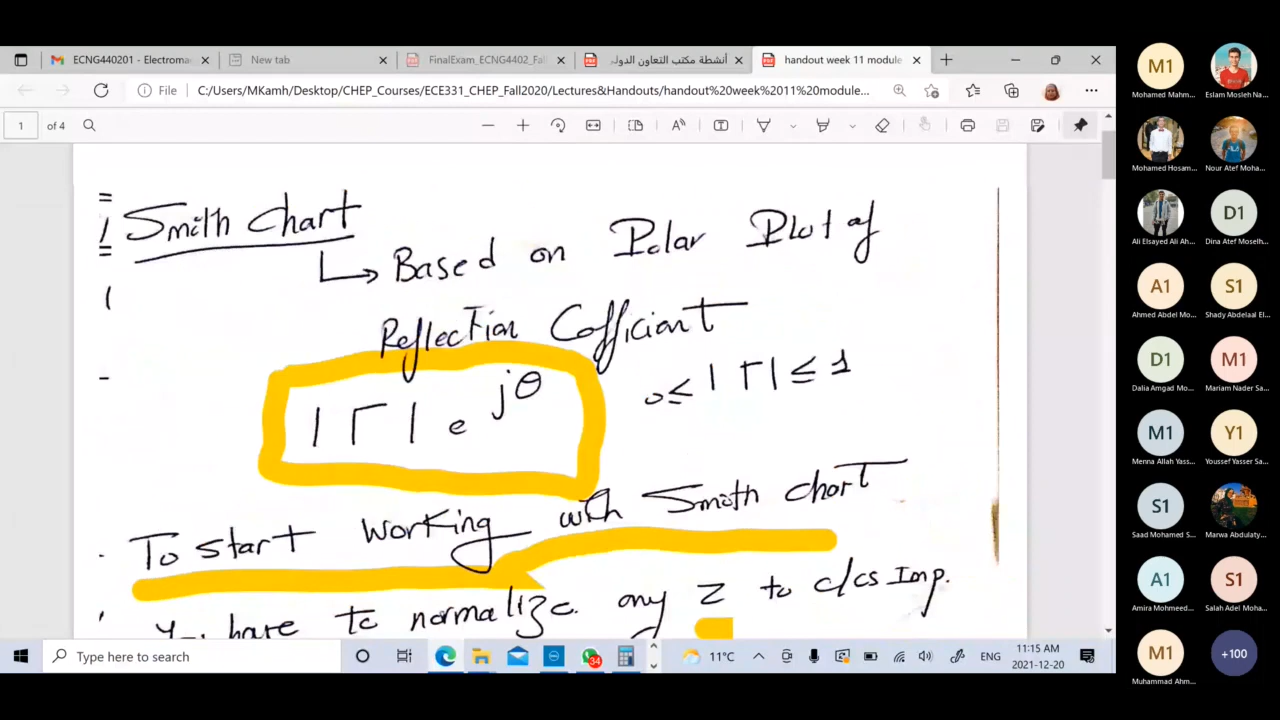 ECNG440201 - Electromag
New tab
FinalExam_ECNG4402_Fal
أنشطة مكتب التعاون الدول
handout week 11 module
File
C:/Users/MKamh/Desktop/CHEP_Courses/ECE331_CHEP_Fall2020/Lectures&Handouts/handout%20week%2011%20module...
1 of 4
Smith Chart
Based on Polar Plot of
Reflection Cofficient
|Γ| e^jθ
0 ≤ |Γ| ≤ 1
To start working with Smith chart
You have to normalize any Z to c/cs Imp.
Type here to search
34
11°C
ENG
11:15 AM
2021-12-20
M1
Mohamed Mahm...
Eslam Mosleh Na...
Mohamed Hosam...
Nour Atef Moha...
Ali Elsayed Ali Ah...
D1
Dina Atef Moselh...
A1
Ahmed Abdel Mo...
S1
Shady Abdelaal El...
D1
Dalia Amgad Mo...
M1
Mariam Nader Sa...
M1
Menna Allah Yass...
Y1
Youssef Yasser Sa...
S1
Saad Mohamed S...
Marwa Abdulaty...
A1
Amira Mohmeed...
S1
Salah Adel Moha...
M1
Muhammad Ahm...
+100